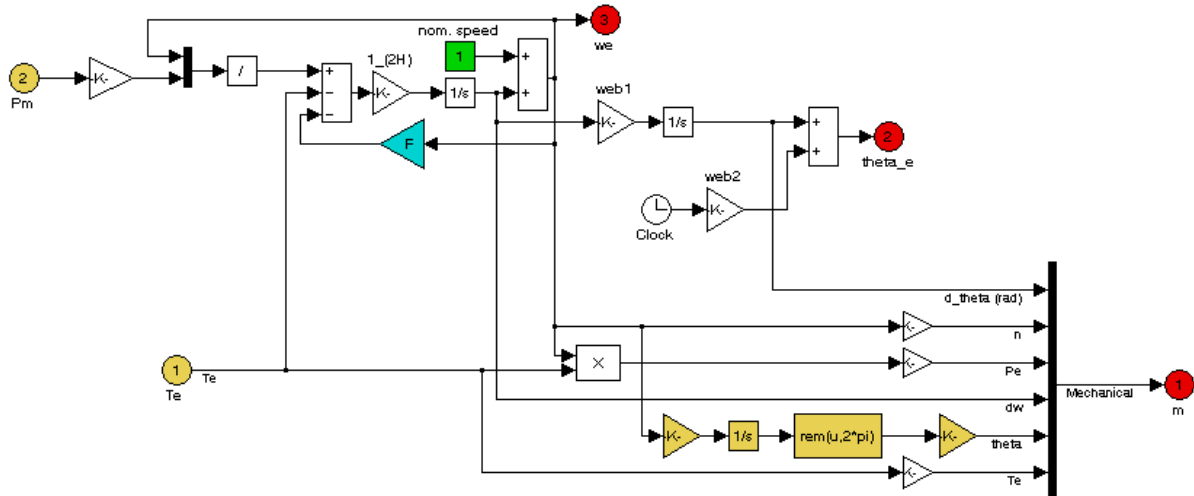 nom. speed
3
we
1
+
+
2
Pm
-K-
/
+
−
−
1_(2H)
-K-
1/s
web1
-K-
1/s
+
+
2
theta_e
F
web2
-K-
Clock
d_theta (rad)
K-
n
1
Te
Te
×
K-
Pe
Mechanical
1
m
dw
-K-
1/s
rem(u,2*pi)
-K-
theta
K-
Te